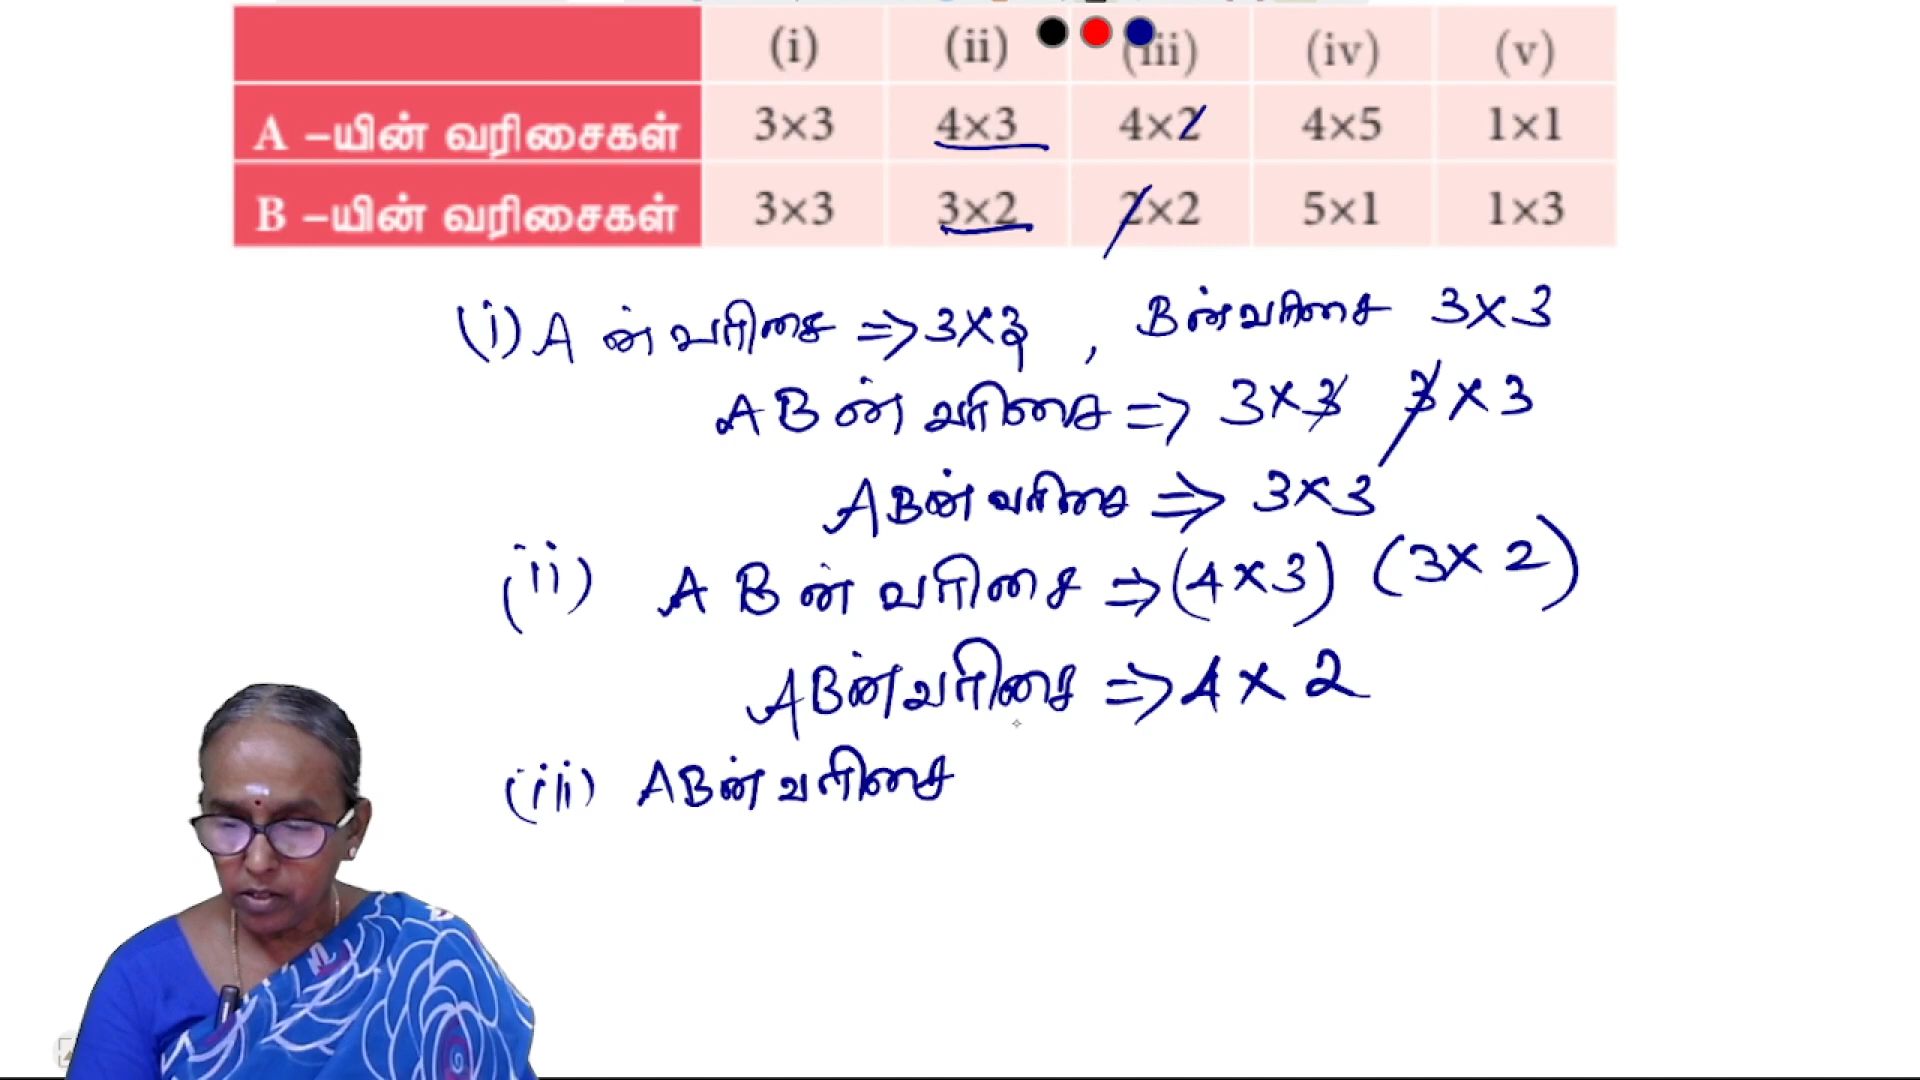 (i) (ii) (iii) (iv) (v)
A –யின் வரிசைகள் 3×3 4×3 4×2 4×5 1×1
B –யின் வரிசைகள் 3×3 3×2 2×2 5×1 1×3
(i) A ன் வரிசை => 3×3 , B ன் வரிசை 3×3
AB ன் வரிசை => 3×3 3×3
AB ன் வரிசை => 3×3
(ii) AB ன் வரிசை => (4×3) (3×2)
AB ன் வரிசை => 4×2
(iii) AB ன் வரிசை